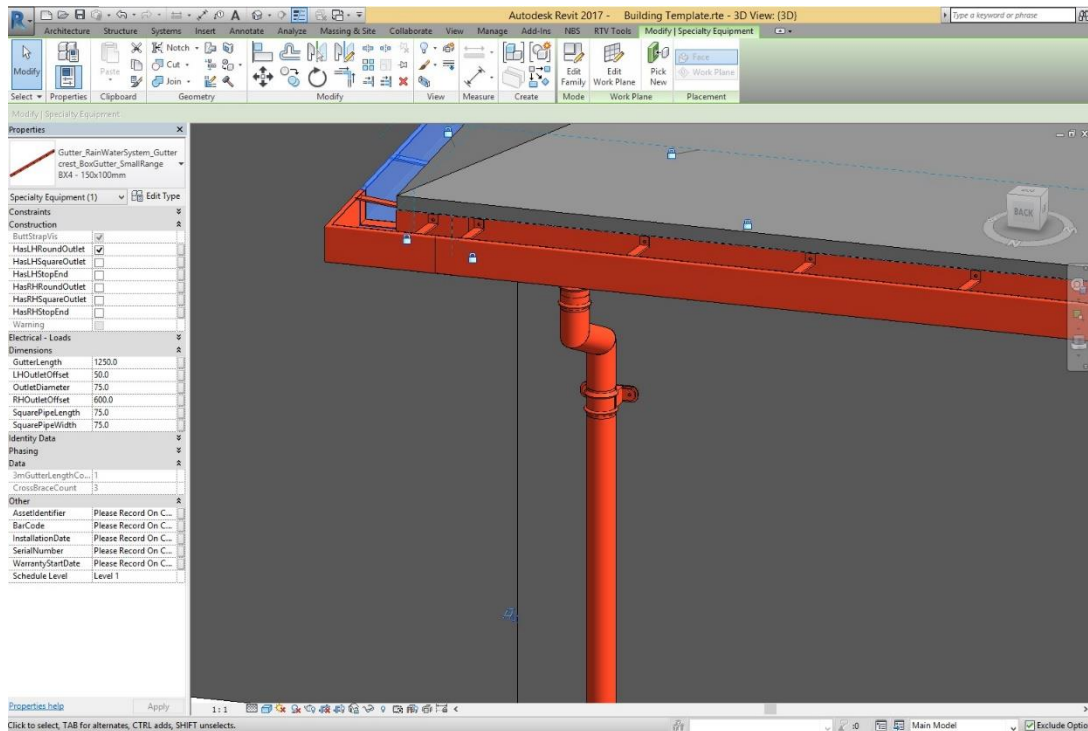 Autodesk Revit 2017 - Building Template.rte - 3D View: {3D}
Type a keyword or phrase
Architecture Structure Systems Insert Annotate Analyze Massing & Site Collaborate View Manage Add-Ins NBS RTV Tools Modify | Specialty Equipment
Modify
Paste
Notch
Cut
Join
Edit Family
Edit Work Plane
Pick New
Face
Work Plane
Select Properties Clipboard Geometry Modify View Measure Create Mode Work Plane Placement
Modify | Specialty Equipment
Properties
Gutter_RainWaterSystem_Gutter
crest_BoxGutter_SmallRange
8X4 - 150x100mm
Specialty Equipment (1) Edit Type
Constraints
Construction
ButtStrapVis
HasLHRoundOutlet
HasLHSquareOutlet
HasLHStopEnd
HasRHRoundOutlet
HasRHSquareOutlet
HasRHStopEnd
Warning
Electrical - Loads
Dimensions
GutterLength 1250.0
LHOutletOffset 50.0
OutletDiameter 75.0
RHOutletOffset 600.0
SquarePipeLength 75.0
SquarePipeWidth 75.0
Identity Data
Phasing
Data
3mGutterLengthCo... 1
CrossBraceCount 3
Other
AssetIdentifier Please Record On C...
BarCode Please Record On C...
InstallationDate Please Record On C...
SerialNumber Please Record On C...
WarrantyStartDate Please Record On C...
Schedule Level Level 1
BACK
Properties help Apply
1:1
Click to select, TAB for alternates, CTRL adds, SHIFT unselects.
:0 Main Model Exclude Optio